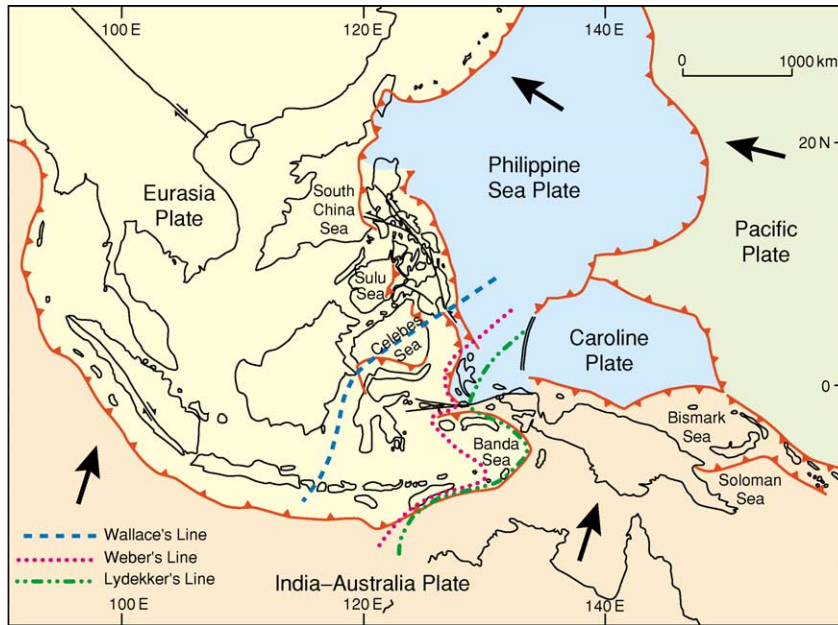 100 E
120 E
140 E
0
1000 km
20 N
Philippine
Sea Plate
Eurasia
Plate
South
China
Sea
Pacific
Plate
Sulu
Sea
Celebes
Sea
Caroline
Plate
0
Bismark
Sea
Banda
Sea
Soloman
Sea
Wallace's Line
Weber's Line
Lydekker's Line
India–Australia Plate
100 E
120 E
140 E